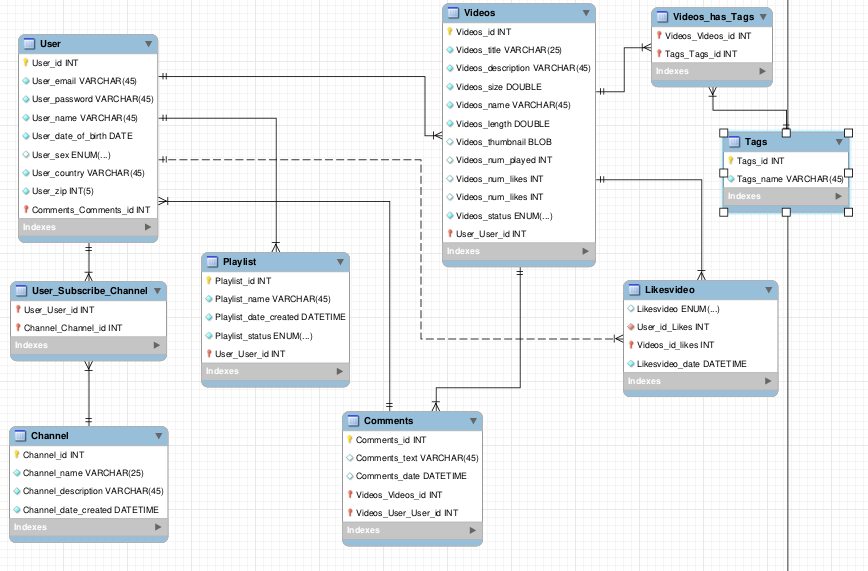 User
User_id INT
User_email VARCHAR(45)
User_password VARCHAR(45)
User_name VARCHAR(45)
User_date_of_birth DATE
User_sex ENUM(...)
User_country VARCHAR(45)
User_zip INT(5)
Comments_Comments_id INT
Indexes
Videos
Videos_id INT
Videos_title VARCHAR(25)
Videos_description VARCHAR(45)
Videos_size DOUBLE
Videos_name VARCHAR(45)
Videos_length DOUBLE
Videos_thumbnail BLOB
Videos_num_played INT
Videos_num_likes INT
Videos_num_likes INT
Videos_status ENUM(...)
User_User_id INT
Indexes
Videos_has_Tags
Videos_Videos_id INT
Tags_Tags_id INT
Indexes
Tags
Tags_id INT
Tags_name VARCHAR(45)
Indexes
User_Subscribe_Channel
User_User_id INT
Channel_Channel_id INT
Indexes
Playlist
Playlist_id INT
Playlist_name VARCHAR(45)
Playlist_date_created DATETIME
Playlist_status ENUM(...)
User_User_id INT
Indexes
Likesvideo
Likesvideo ENUM(...)
User_id_Likes INT
Videos_id_likes INT
Likesvideo_date DATETIME
Indexes
Channel
Channel_id INT
Channel_name VARCHAR(25)
Channel_description VARCHAR(45)
Channel_date_created DATETIME
Indexes
Comments
Comments_id INT
Comments_text VARCHAR(45)
Comments_date DATETIME
Videos_Videos_id INT
Videos_User_User_id INT
Indexes